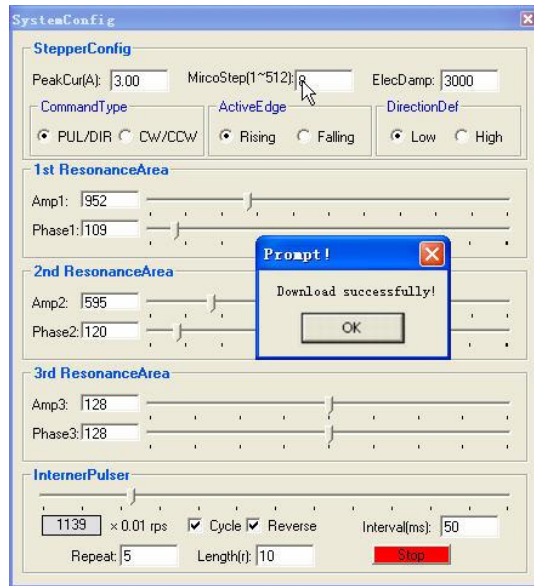 SystemConfig
StepperConfig
PeakCur(A): 3.00 MircoStep(1~512): ElecDamp: 3000
CommandType ActiveEdge DirectionDef
PUL/DIR CW/CCW Rising Falling Low High
1st ResonanceArea
Amp1: 952
Phase1: 109
2nd ResonanceArea
Amp2: 595
Phase2: 120
Prompt!
Download successfully!
OK
3rd ResonanceArea
Amp3: 128
Phase3: 128
InternerPulser
1139 × 0.01 rps Cycle Reverse Interval(ms): 50
Repeat: 5 Length(r): 10 Stop